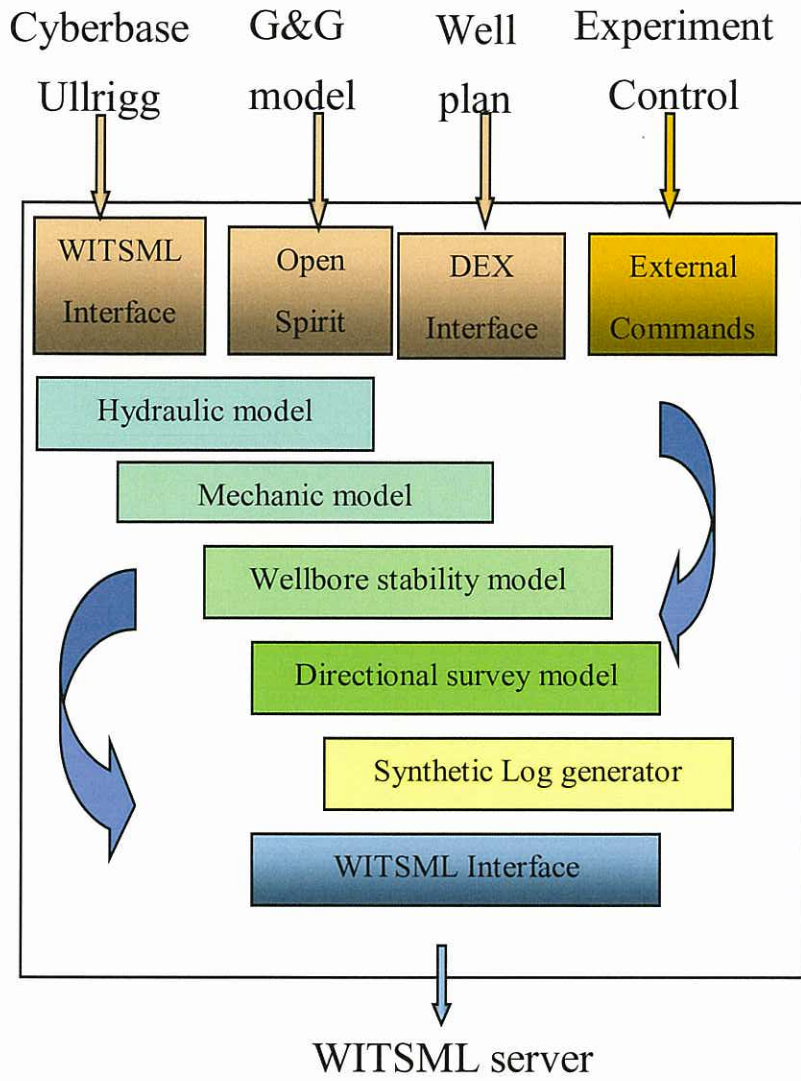 Cyberbase
Ullrigg
G&G
model
Well
plan
Experiment
Control
WITSML
Interface
Open
Spirit
DEX
Interface
External
Commands
Hydraulic model
Mechanic model
Wellbore stability model
Directional survey model
Synthetic Log generator
WITSML Interface
WITSML server